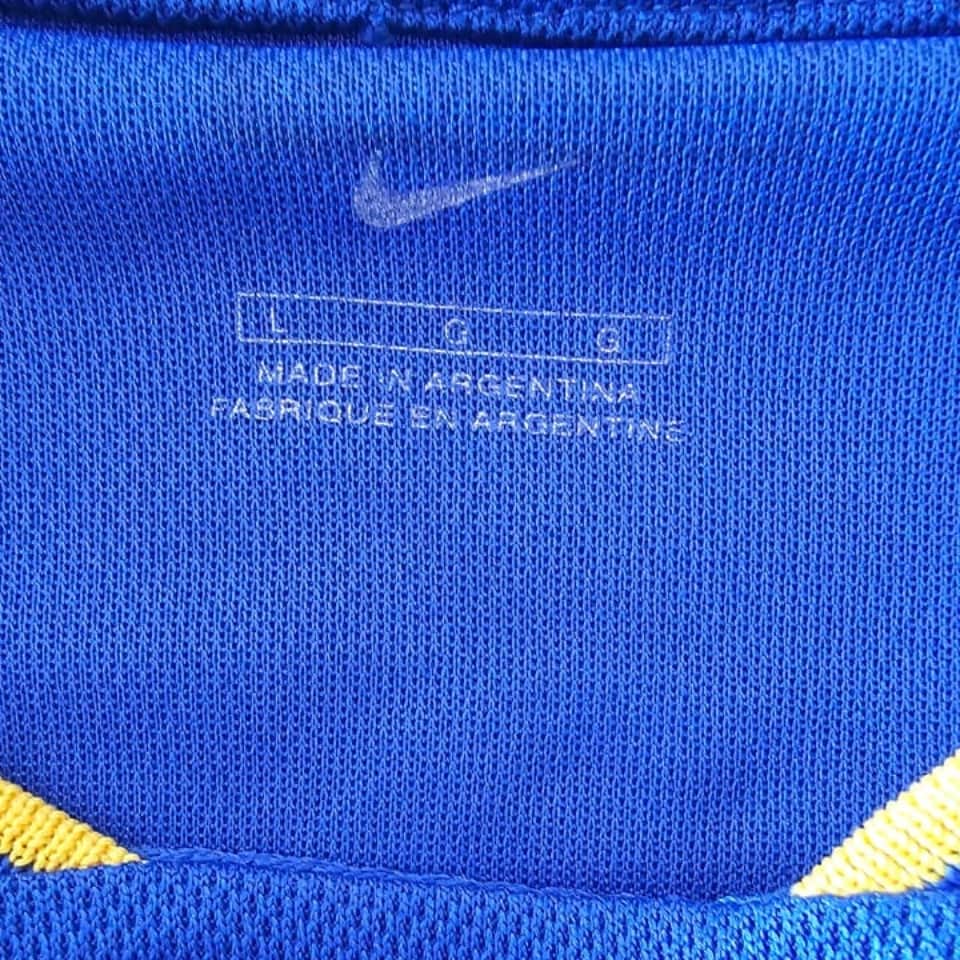 L G G
MADE IN ARGENTINA
FABRIQUE EN ARGENTINE